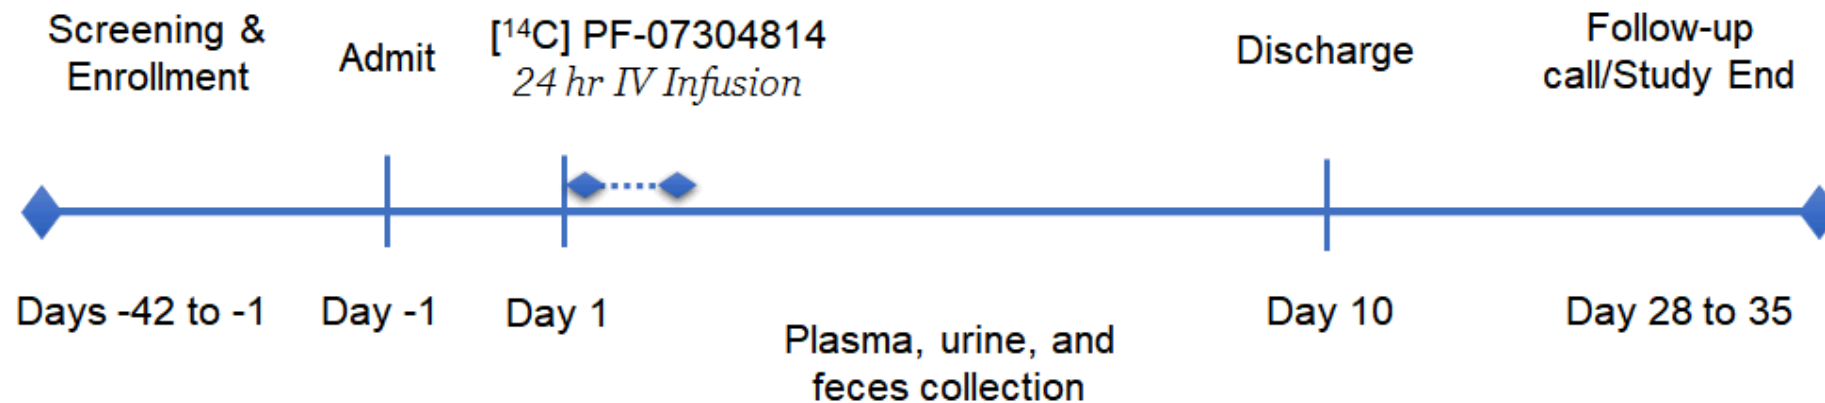 Screening &
Enrollment
Admit
[¹⁴C] PF-07304814
24 hr IV Infusion
Discharge
Follow-up
call/Study End
Days -42 to -1
Day -1
Day 1
Plasma, urine, and
feces collection
Day 10
Day 28 to 35